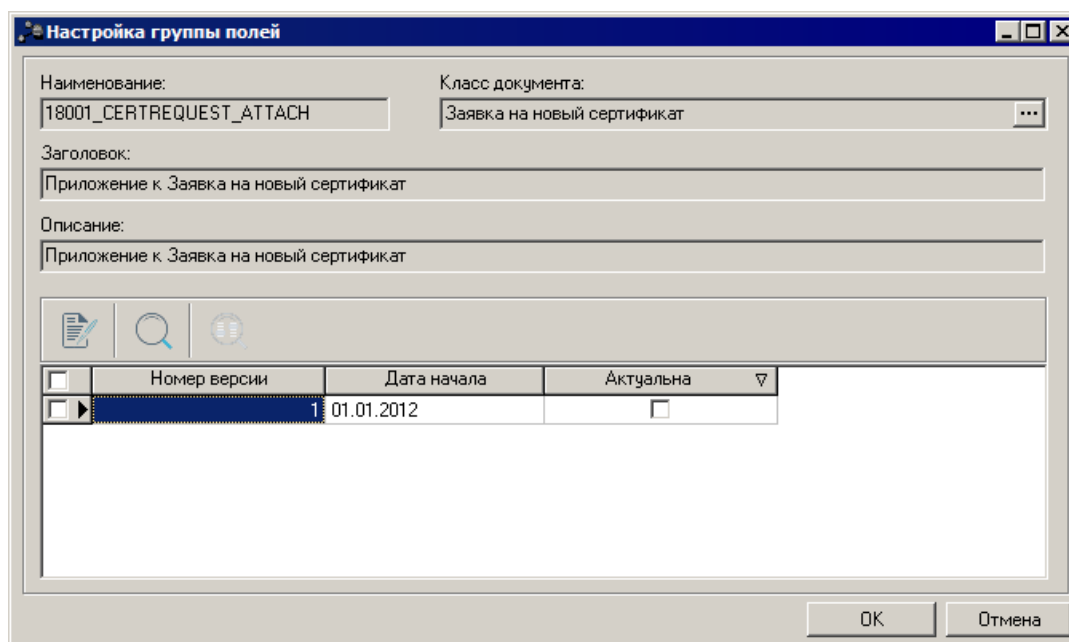 Настройка группы полей
Наименование: Класс документа:
18001_CERTREQUEST_ATTACH Заявка на новый сертификат ...
Заголовок:
Приложение к Заявка на новый сертификат
Описание:
Приложение к Заявка на новый сертификат
Номер версии Дата начала Актуальна
1 01.01.2012
OK Отмена